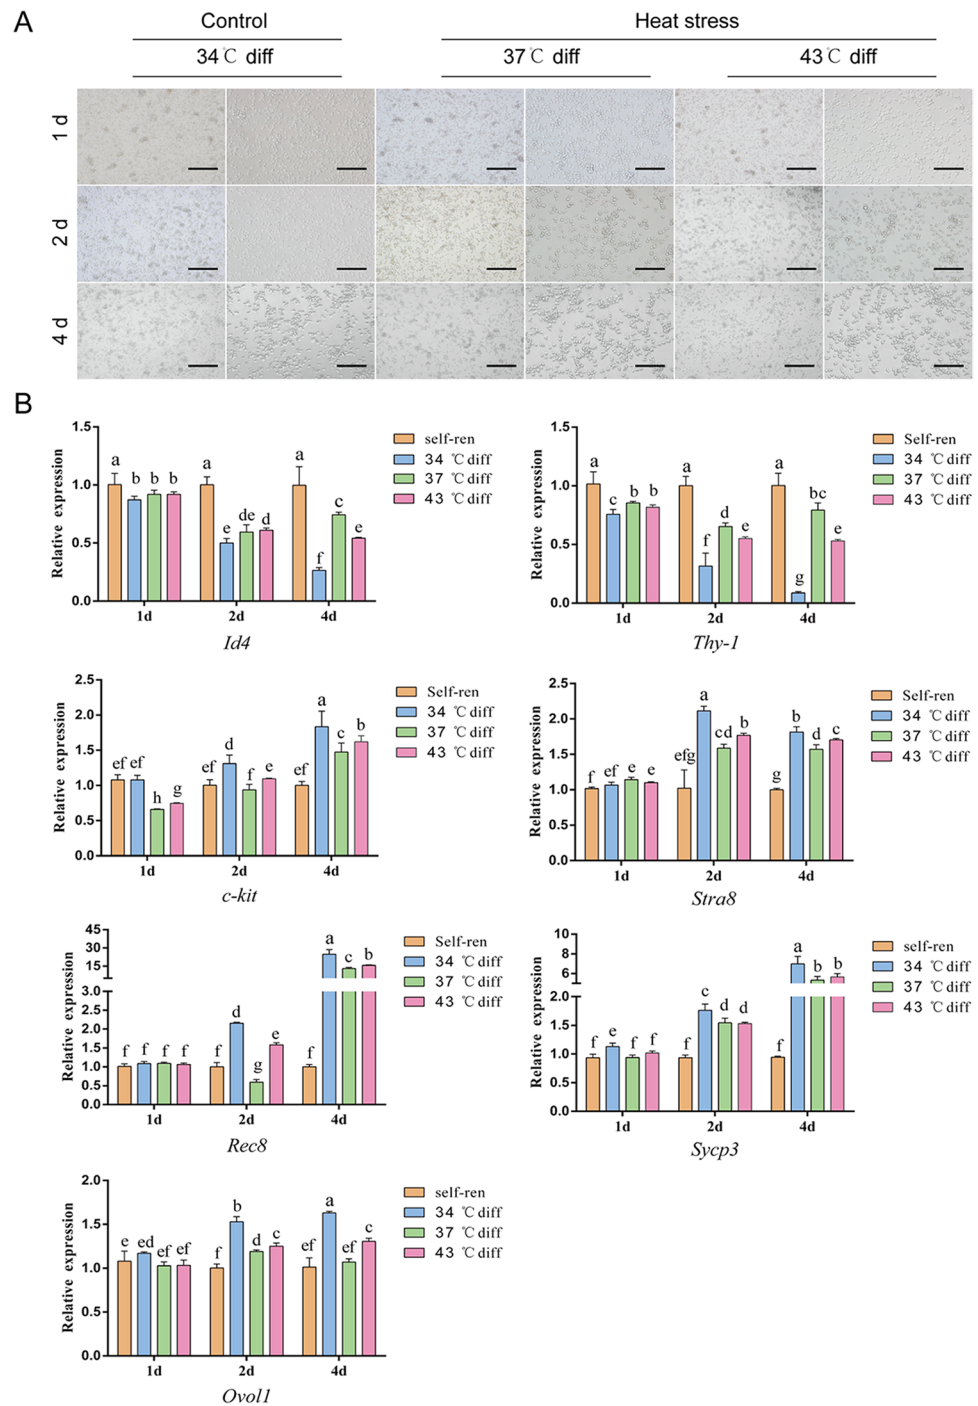 A
Control
Heat stress
34℃ diff
37℃ diff
43℃ diff
1 d
2 d
4 d
B
1.5
1.0
0.5
0.0
Relative expression
a b b b
a e de d
a f c e
1d 2d 4d
Id4
self-ren
34 ℃ diff
37 ℃ diff
43 ℃ diff
1.5
1.0
0.5
0.0
Relative expression
a c b b
a f d e
a g bc e
1d 2d 4d
Thy-1
Self-ren
34 ℃ diff
37 ℃ diff
43 ℃ diff
2.5
2.0
1.5
1.0
0.5
0.0
Relative expression
ef ef h g
ef d f e
ef a c b
1d 2d 4d
c-kit
Self-ren
34 ℃ diff
37 ℃ diff
43 ℃ diff
2.5
2.0
1.5
1.0
0.5
0.0
Relative expression
f ef e e
efg a cd b
g b d c
1d 2d 4d
Stra8
Self-ren
34 ℃ diff
37 ℃ diff
43 ℃ diff
45
30
15
3.0
2.5
2.0
1.5
1.0
0.5
0.0
Relative expression
f f f f
f d g e
f a c b
1d 2d 4d
Rec8
Self-ren
34 ℃ diff
37 ℃ diff
43 ℃ diff
10
8
6
2.0
1.5
1.0
0.5
0.0
Relative expression
f e f f
f c d d
f a b b
1d 2d 4d
Sycp3
self-ren
34 ℃ diff
37 ℃ diff
43 ℃ diff
2.0
1.5
1.0
0.5
0.0
Relative expression
e ed ef ef
f b d c
ef a ef c
1d 2d 4d
Ovol1
self-ren
34 ℃ diff
37 ℃ diff
43 ℃ diff